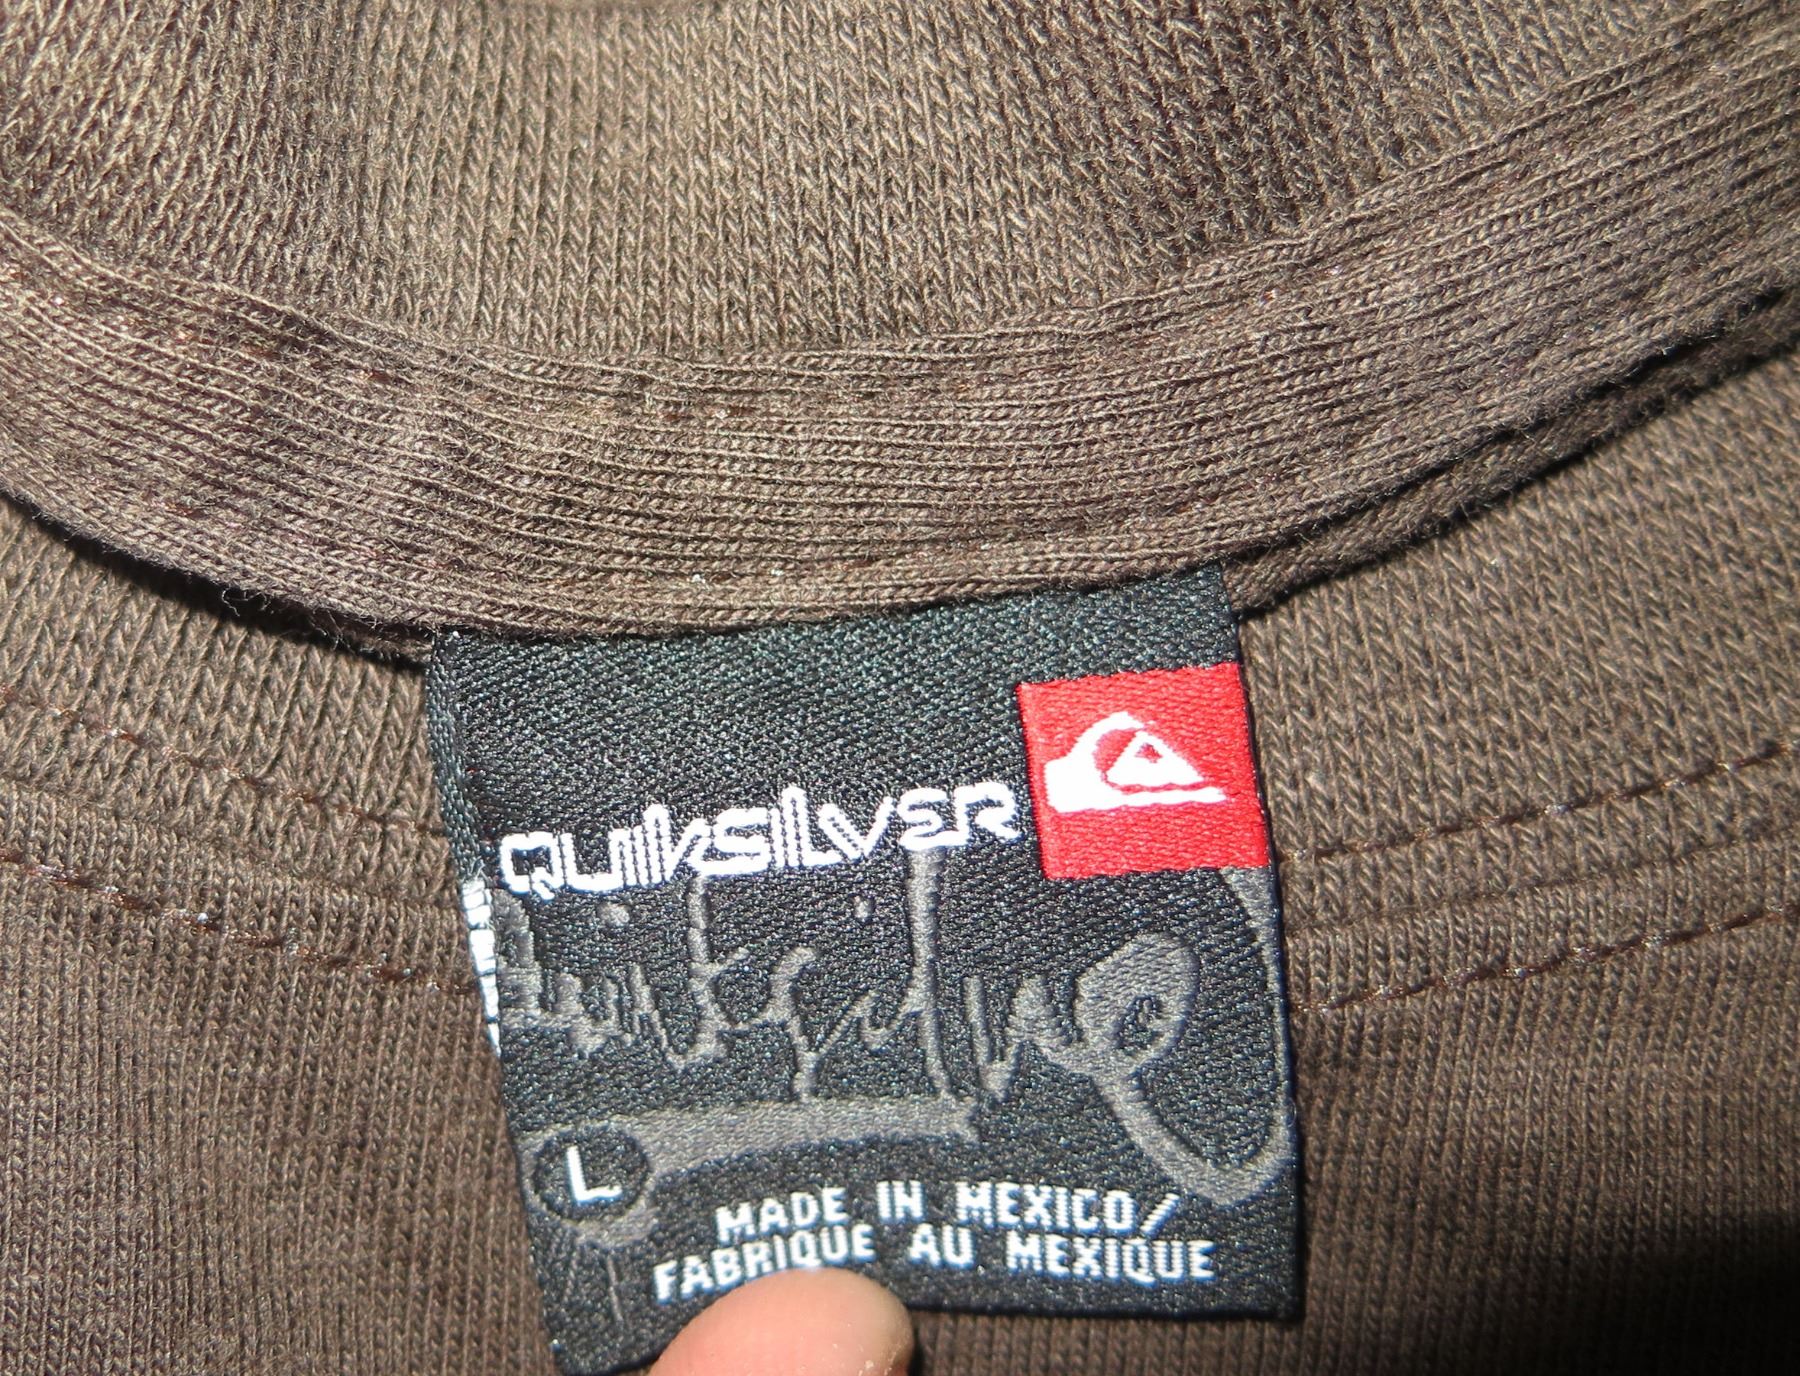 QUIKSILVER
L
MADE IN MEXICO/
FABRIQUE AU MEXIQUE